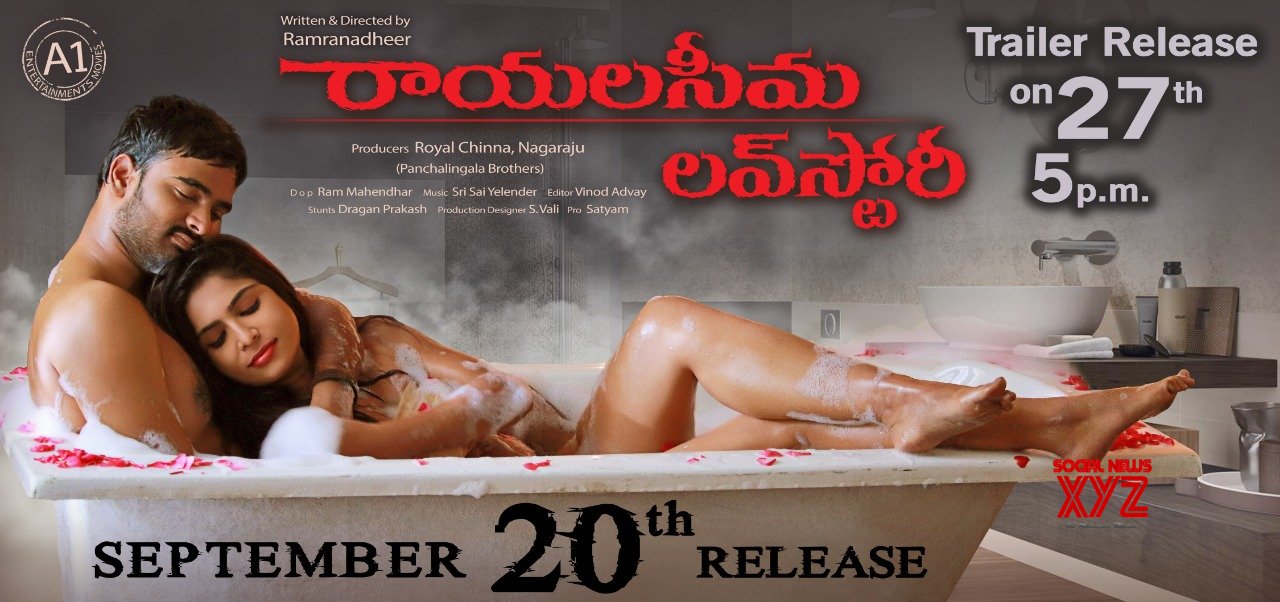 A1
ENTERTAINMENTS MOVIES
Written & Directed by
Ramranadheer
రాయలసీమ
లవ్‌స్టోరీ
Producers Royal Chinna, Nagaraju
(Panchalingala Brothers)
D o p Ram Mahendhar Music Sri Sai Yelender Editor Vinod Advay
Stunts Dragan Prakash Production Designer S.Vali Pro Satyam
Trailer Release
on 27th
5p.m.
SOCIAL NEWS
XYZ
SEPTEMBER 20th RELEASE